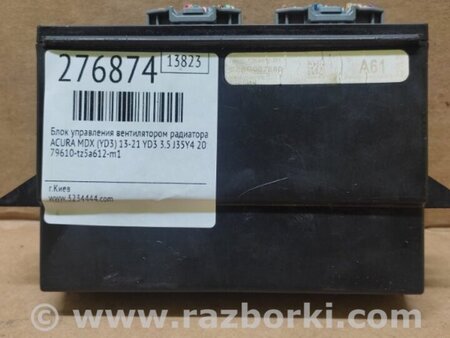 276874
13823
Блок управления вентилятором радиатора
ACURA MDX (YD3) 13-21 YD3 3.5 J35Y4 20
79610-tz5a612-m1
г.Киев
www.3234444.com
A61
www.razborki.com